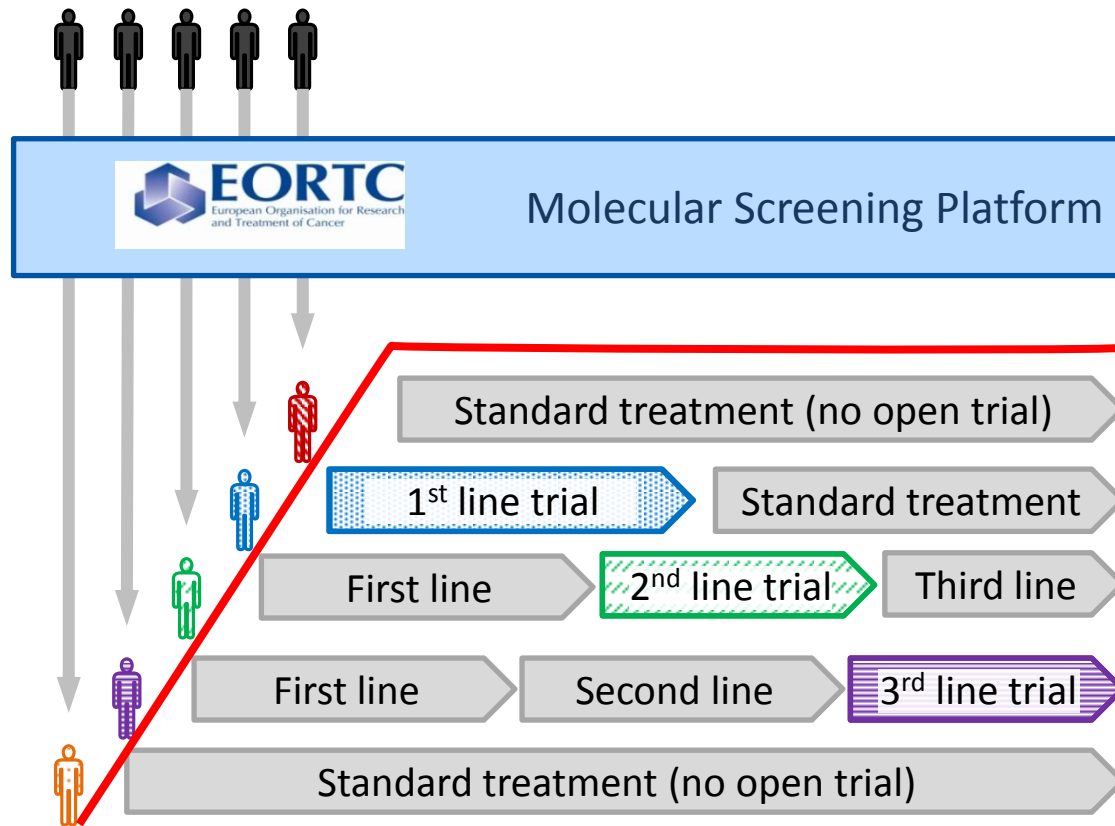 EORTC
European Organisation for Research
and Treatment of Cancer
Molecular Screening Platform
Standard treatment (no open trial)
1st line trial
Standard treatment
First line
2nd line trial
Third line
First line
Second line
3rd line trial
Standard treatment (no open trial)